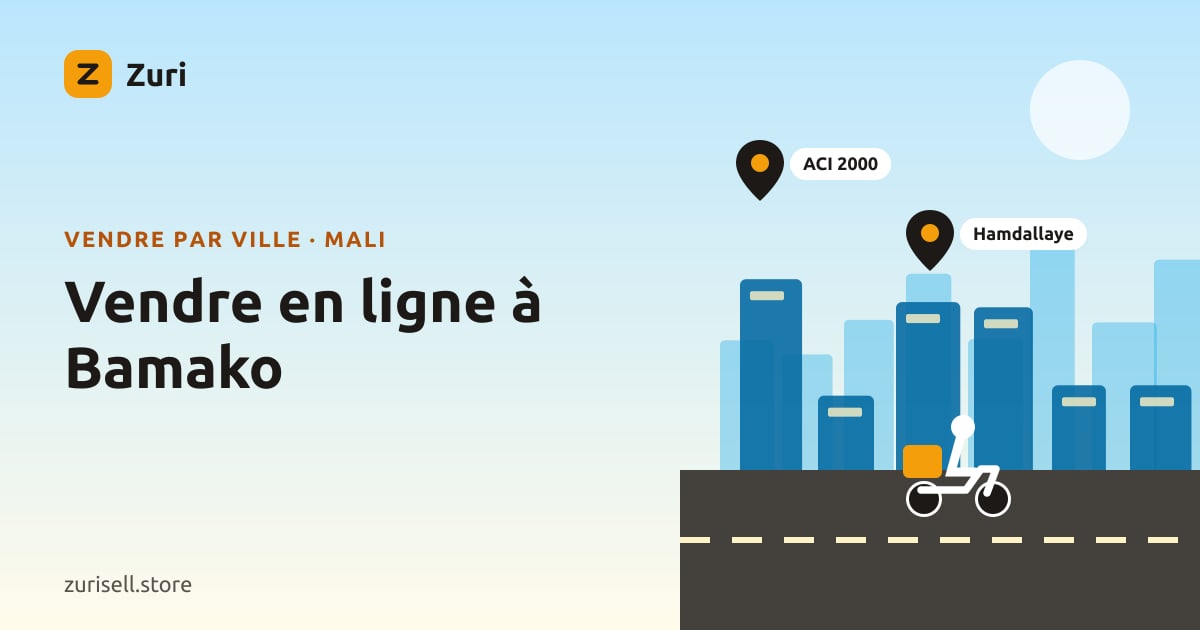 Z Zuri
VENDRE PAR VILLE · MALI
Vendre en ligne à
Bamako
zurisell.store
ACI 2000
Hamdallaye